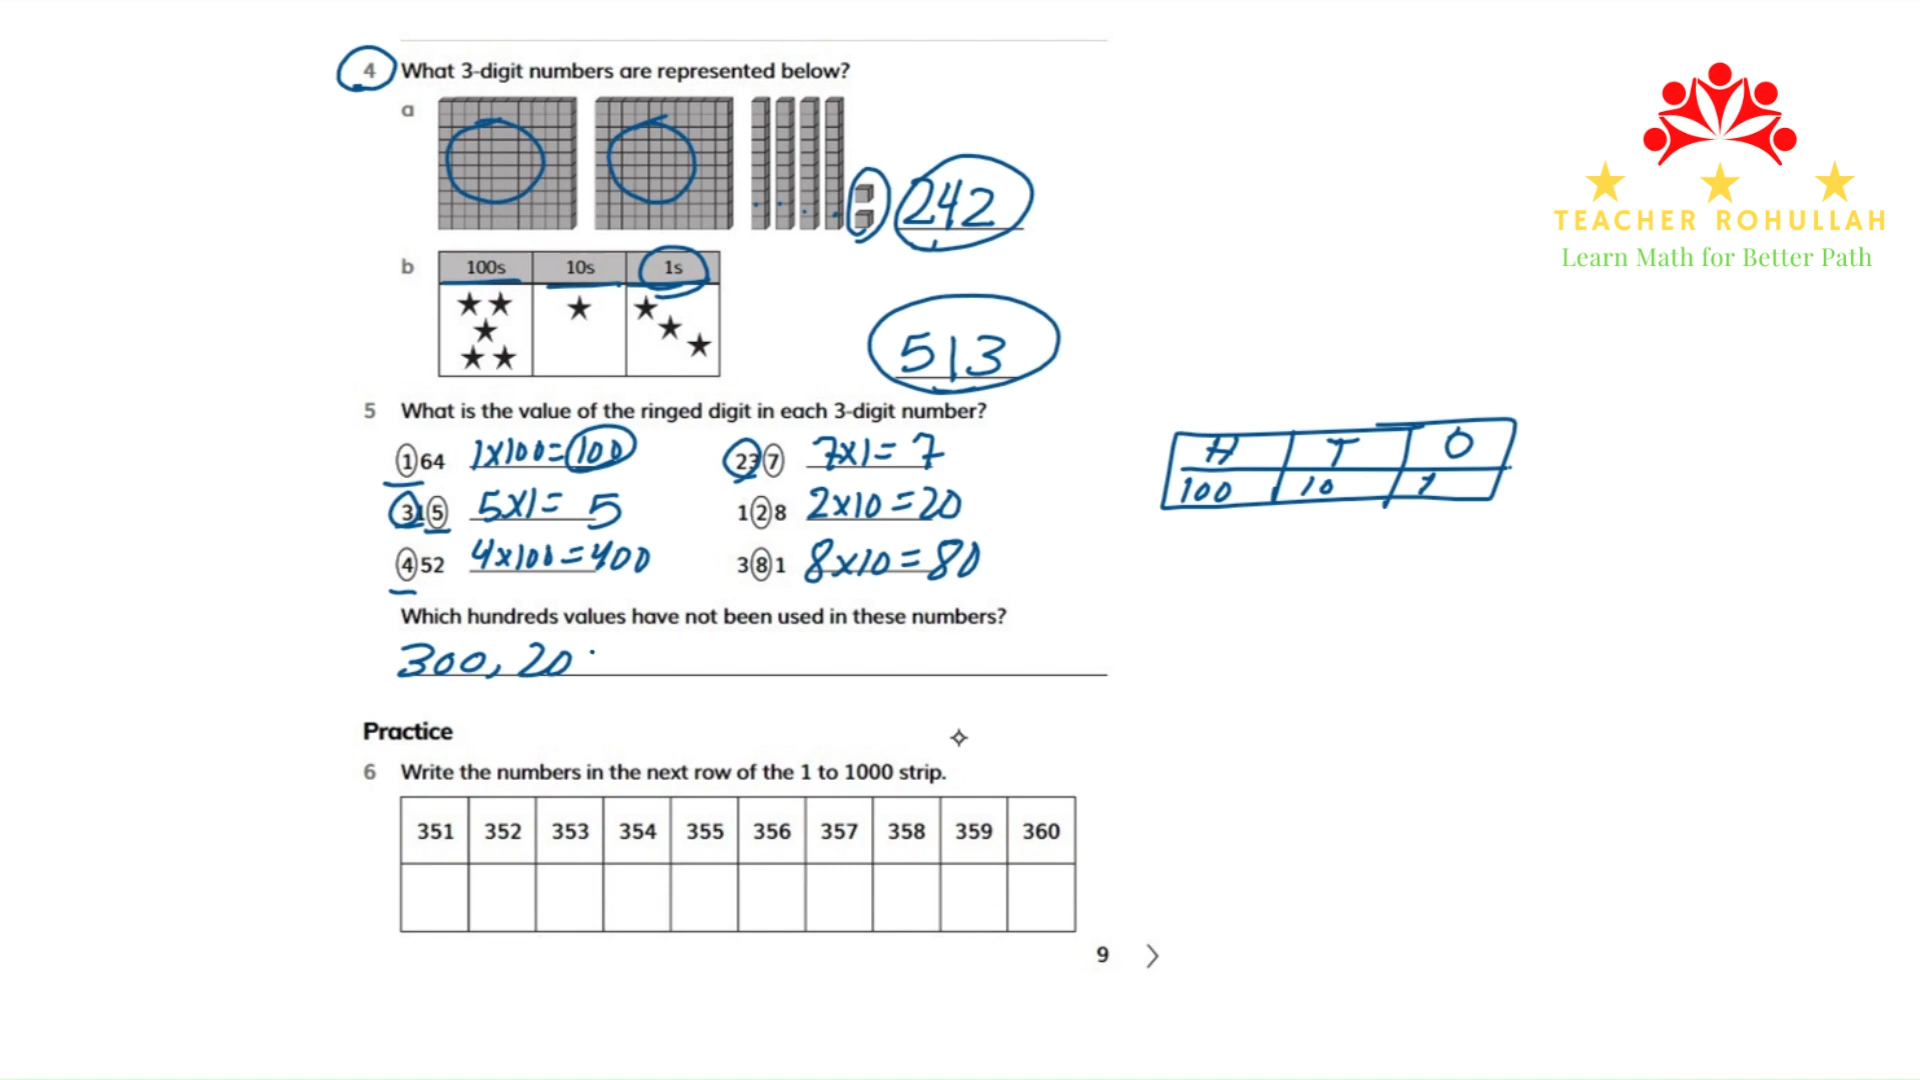 4 What 3-digit numbers are represented below?
a
242
b 100s 10s 1s
513
5 What is the value of the ringed digit in each 3-digit number?
164 1x100=100 237 7x1=7
315 5x1=5 128 2x10=20
452 4x100=400 381 8x10=80
Which hundreds values have not been used in these numbers?
300, 20
Practice
6 Write the numbers in the next row of the 1 to 1000 strip.
351 352 353 354 355 356 357 358 359 360
9
H T O
100 10 1
TEACHER ROHULLAH
Learn Math for Better Path